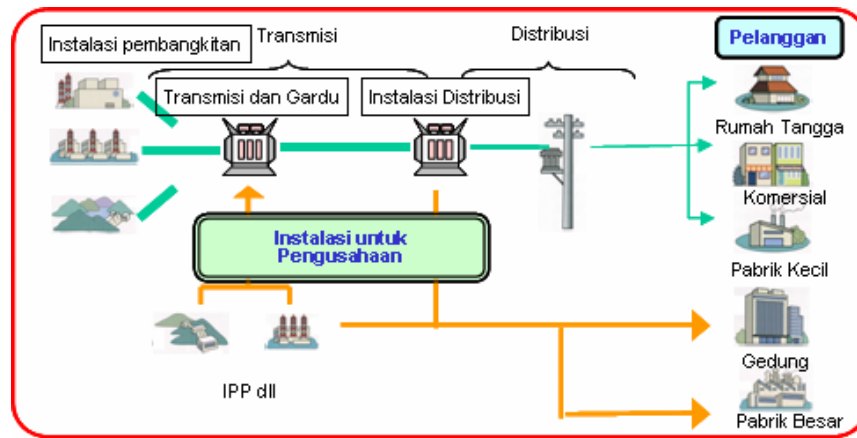 Instalasi pembangkitan
Transmisi
Distribusi
Pelanggan
Transmisi dan Gardu
Instalasi Distribusi
Rumah Tangga
Komersial
Instalasi untuk
Pengusahaan
Pabrik Kecil
Gedung
IPP dll
Pabrik Besar